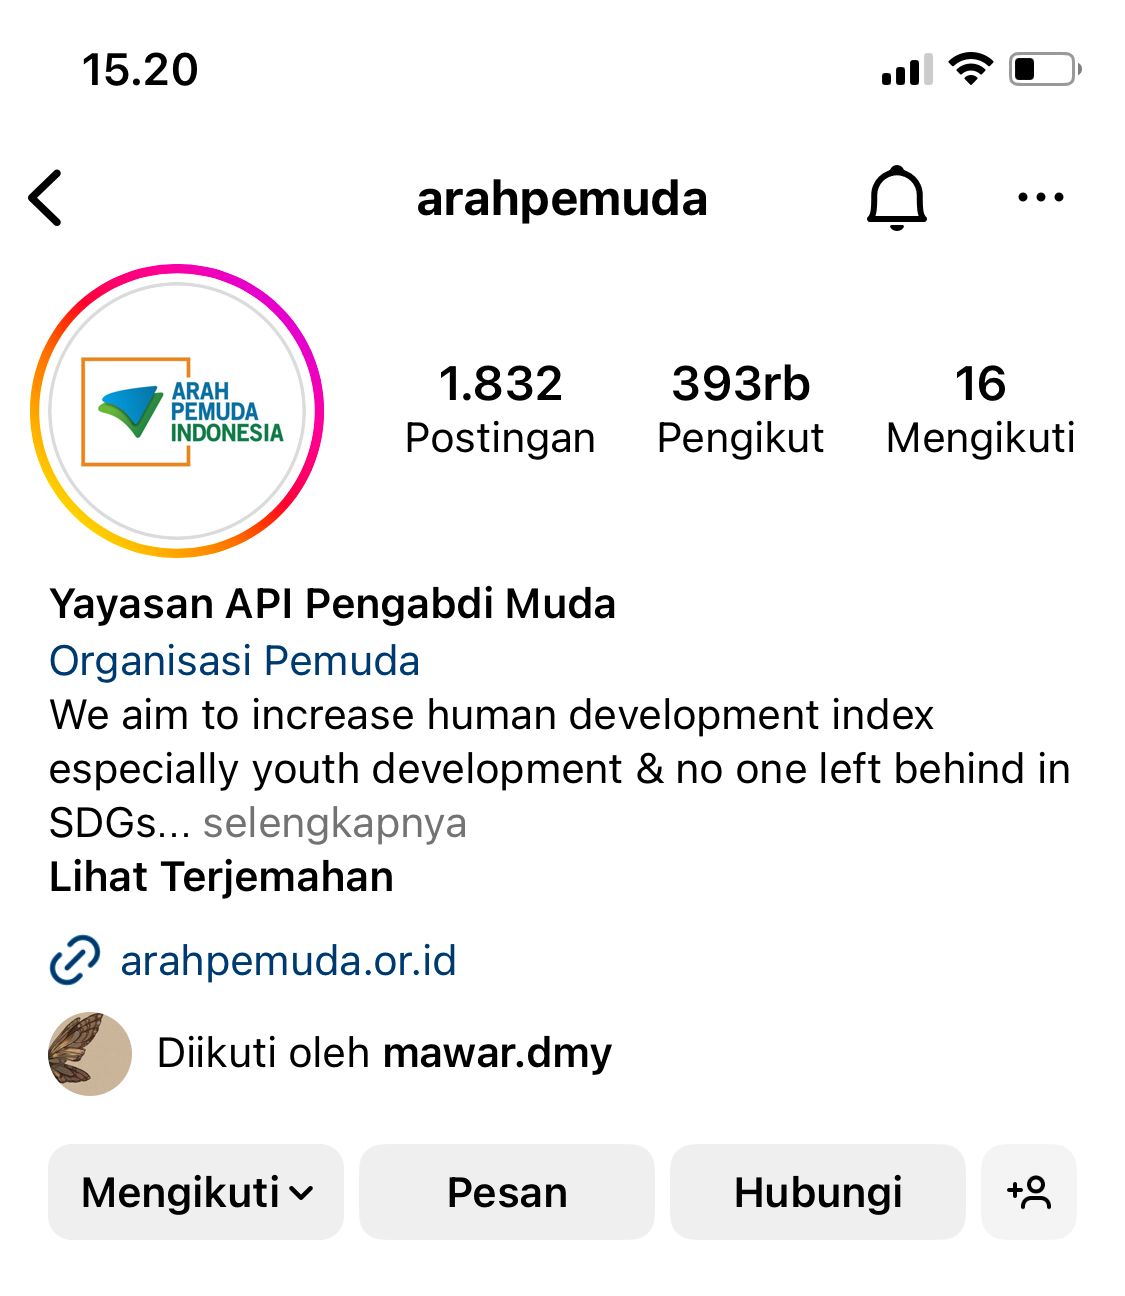 15.20
arahpemuda
ARAH
PEMUDA
INDONESIA
1.832
Postingan
393rb
Pengikut
16
Mengikuti
Yayasan API Pengabdi Muda
Organisasi Pemuda
We aim to increase human development index
especially youth development & no one left behind in
SDGs... selengkapnya
Lihat Terjemahan
arahpemuda.or.id
Diikuti oleh mawar.dmy
Mengikuti
Pesan
Hubungi